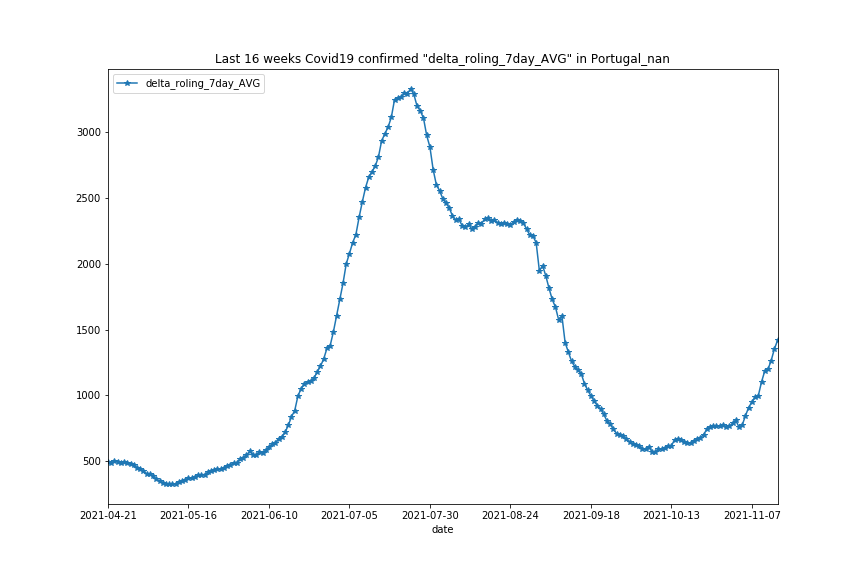 Last 16 weeks Covid19 confirmed "delta_roling_7day_AVG" in Portugal_nan
delta_roling_7day_AVG
3000
2500
2000
1500
1000
500
2021-04-21 2021-05-16 2021-06-10 2021-07-05 2021-07-30 2021-08-24 2021-09-18 2021-10-13 2021-11-07
date